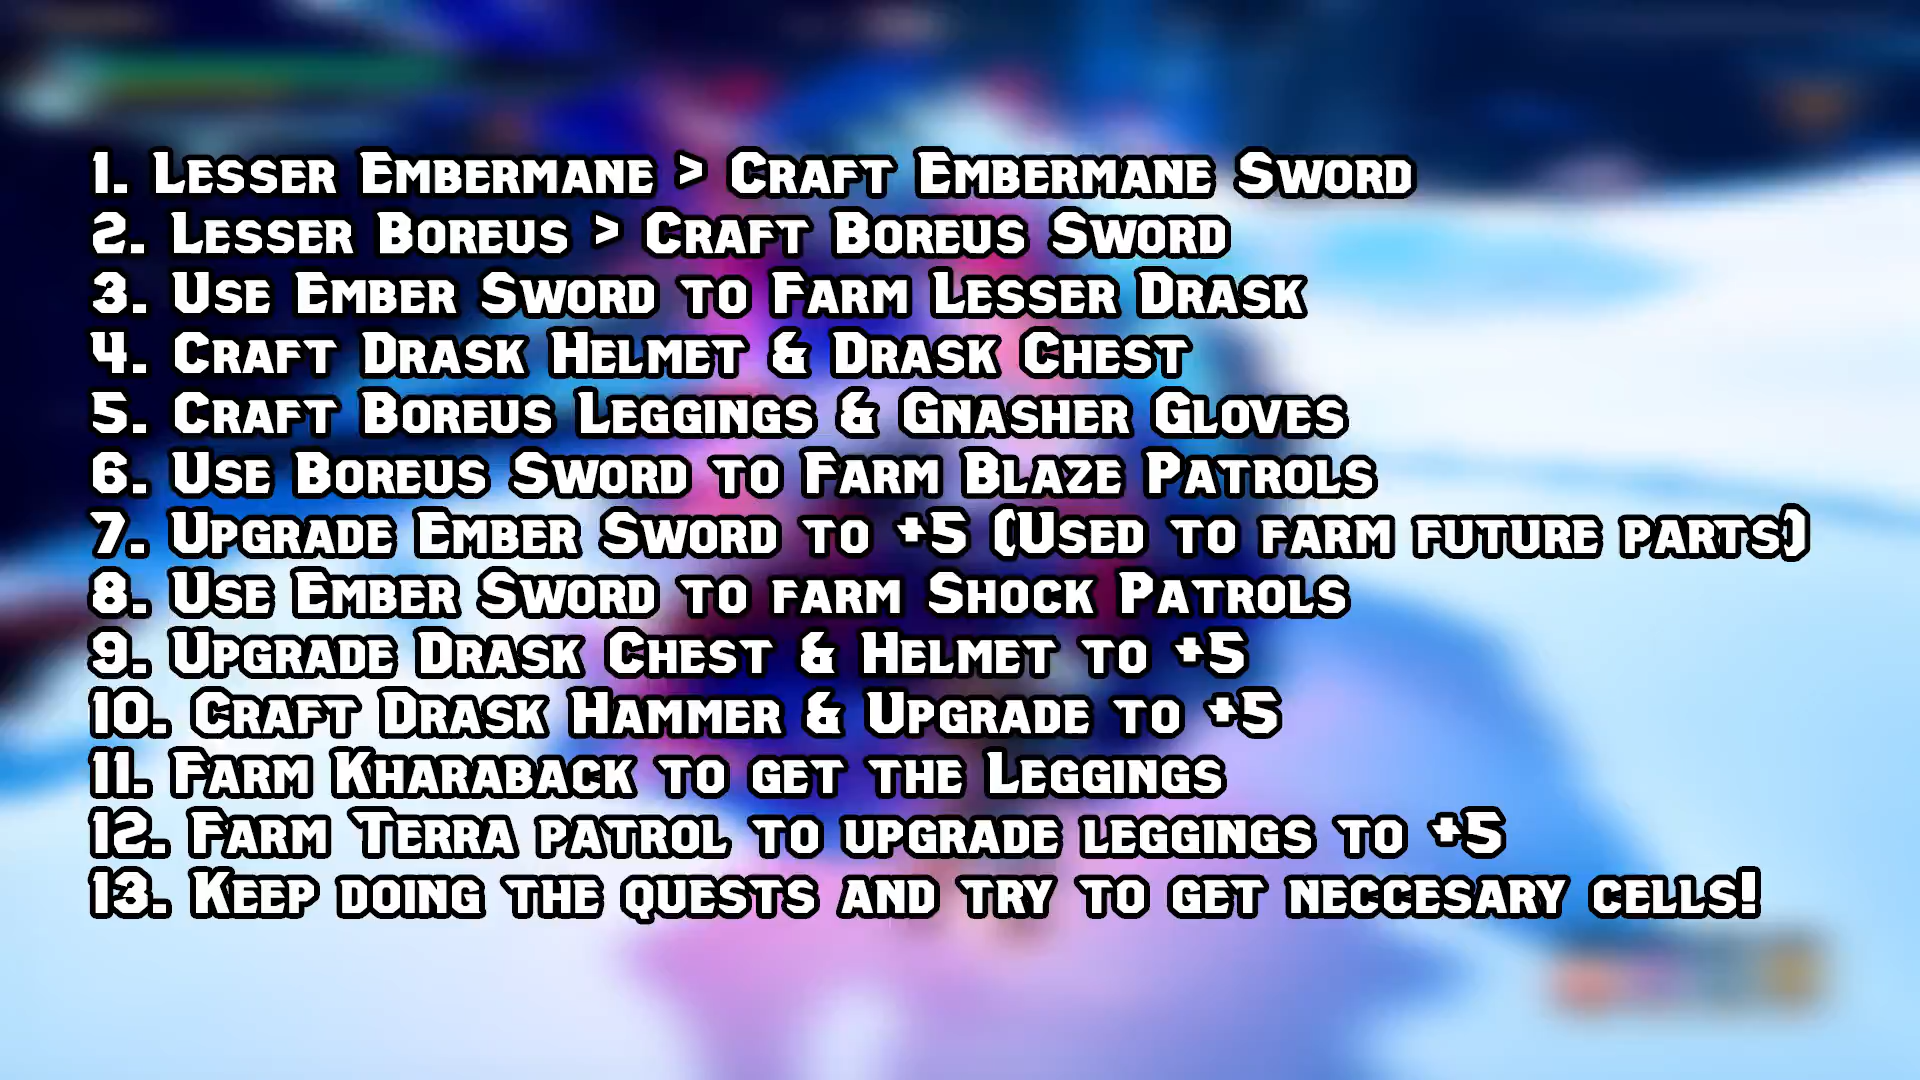 1. Lesser Embermane > Craft Embermane Sword
2. Lesser Boreus > Craft Boreus Sword
3. Use Ember Sword to Farm Lesser Drask
4. Craft Drask Helmet & Drask Chest
5. Craft Boreus Leggings & Gnasher Gloves
6. Use Boreus Sword to Farm Blaze Patrols
7. Upgrade Ember Sword to +5 (Used to farm future parts)
8. Use Ember Sword to farm Shock Patrols
9. Upgrade Drask Chest & Helmet to +5
10. Craft Drask Hammer & Upgrade to +5
11. Farm Kharaback to get the Leggings
12. Farm Terra patrol to upgrade leggings to +5
13. Keep doing the quests and try to get neccesary cells!